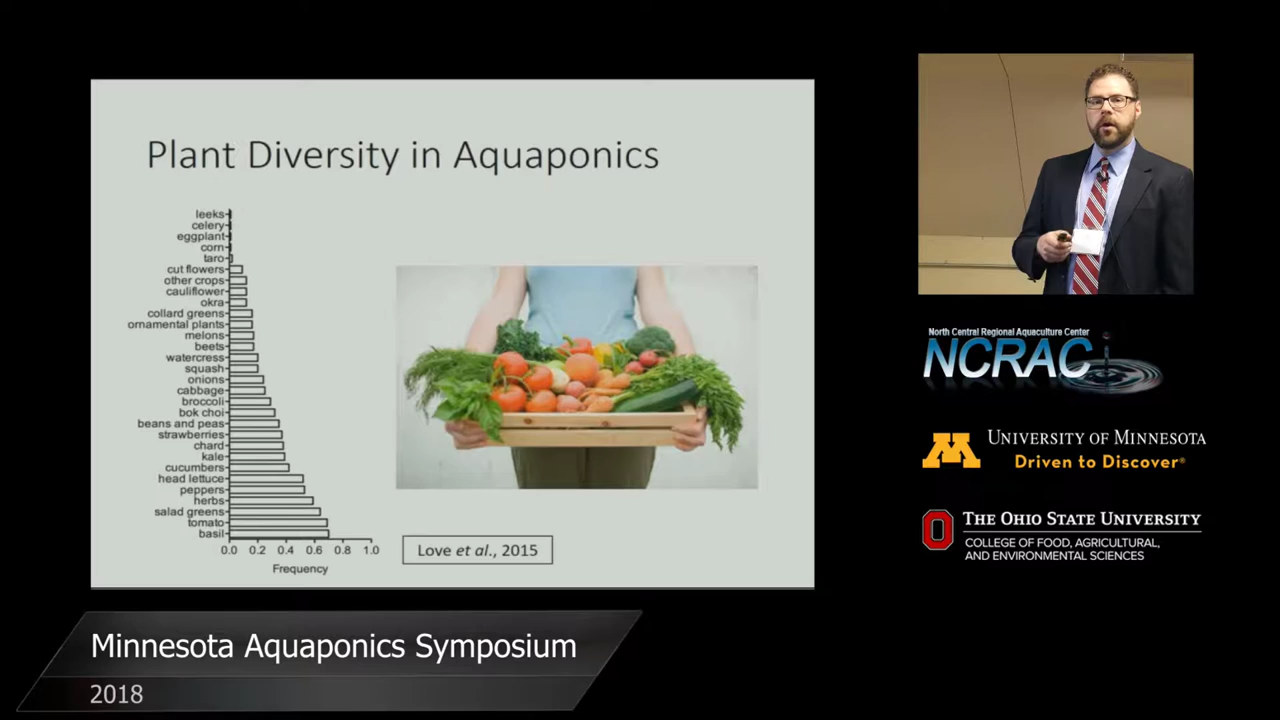 Plant Diversity in Aquaponics
leeks
celery
eggplant
corn
taro
cut flowers
other crops
cauliflower
okra
collard greens
ornamental plants
melons
beets
watercress
squash
onions
cabbage
broccoli
bok choi
beans and peas
strawberries
chard
kale
cucumbers
head lettuce
peppers
herbs
salad greens
tomato
basil
0.0 0.2 0.4 0.6 0.8 1.0
Frequency
Love et al., 2015
North Central Regional Aquaculture Center
NCRAC
M
UNIVERSITY OF MINNESOTA
Driven to Discover®
O
THE OHIO STATE UNIVERSITY
COLLEGE OF FOOD, AGRICULTURAL,
AND ENVIRONMENTAL SCIENCES
Minnesota Aquaponics Symposium
2018